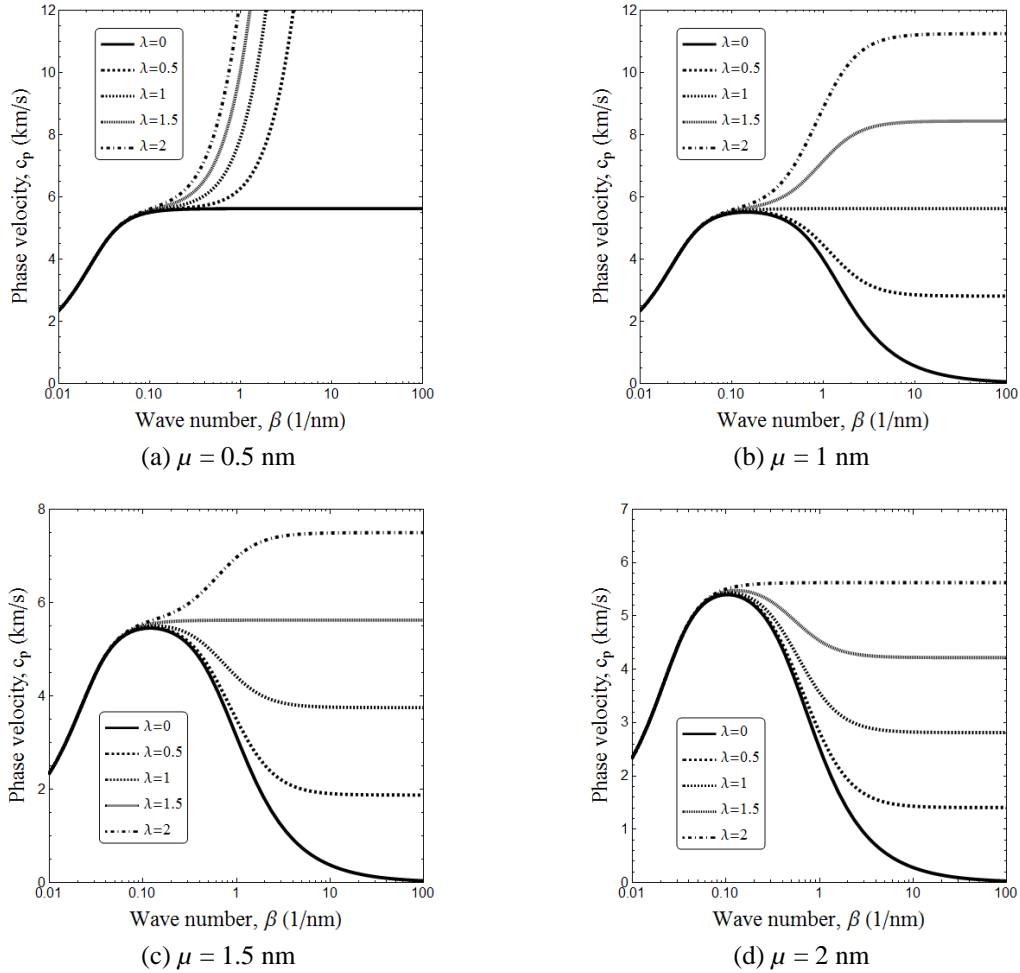 12
10
8
6
4
2
0
Phase velocity, cp (km/s)
λ=0
λ=0.5
λ=1
λ=1.5
λ=2
0.01 0.10 1 10 100
Wave number, β (1/nm)
(a) μ = 0.5 nm
12
10
8
6
4
2
0
Phase velocity, cp (km/s)
λ=0
λ=0.5
λ=1
λ=1.5
λ=2
0.01 0.10 1 10 100
Wave number, β (1/nm)
(b) μ = 1 nm
8
6
4
2
0
Phase velocity, cp (km/s)
λ=0
λ=0.5
λ=1
λ=1.5
λ=2
0.01 0.10 1 10 100
Wave number, β (1/nm)
(c) μ = 1.5 nm
7
6
5
4
3
2
1
0
Phase velocity, cp (km/s)
λ=0
λ=0.5
λ=1
λ=1.5
λ=2
0.01 0.10 1 10 100
Wave number, β (1/nm)
(d) μ = 2 nm